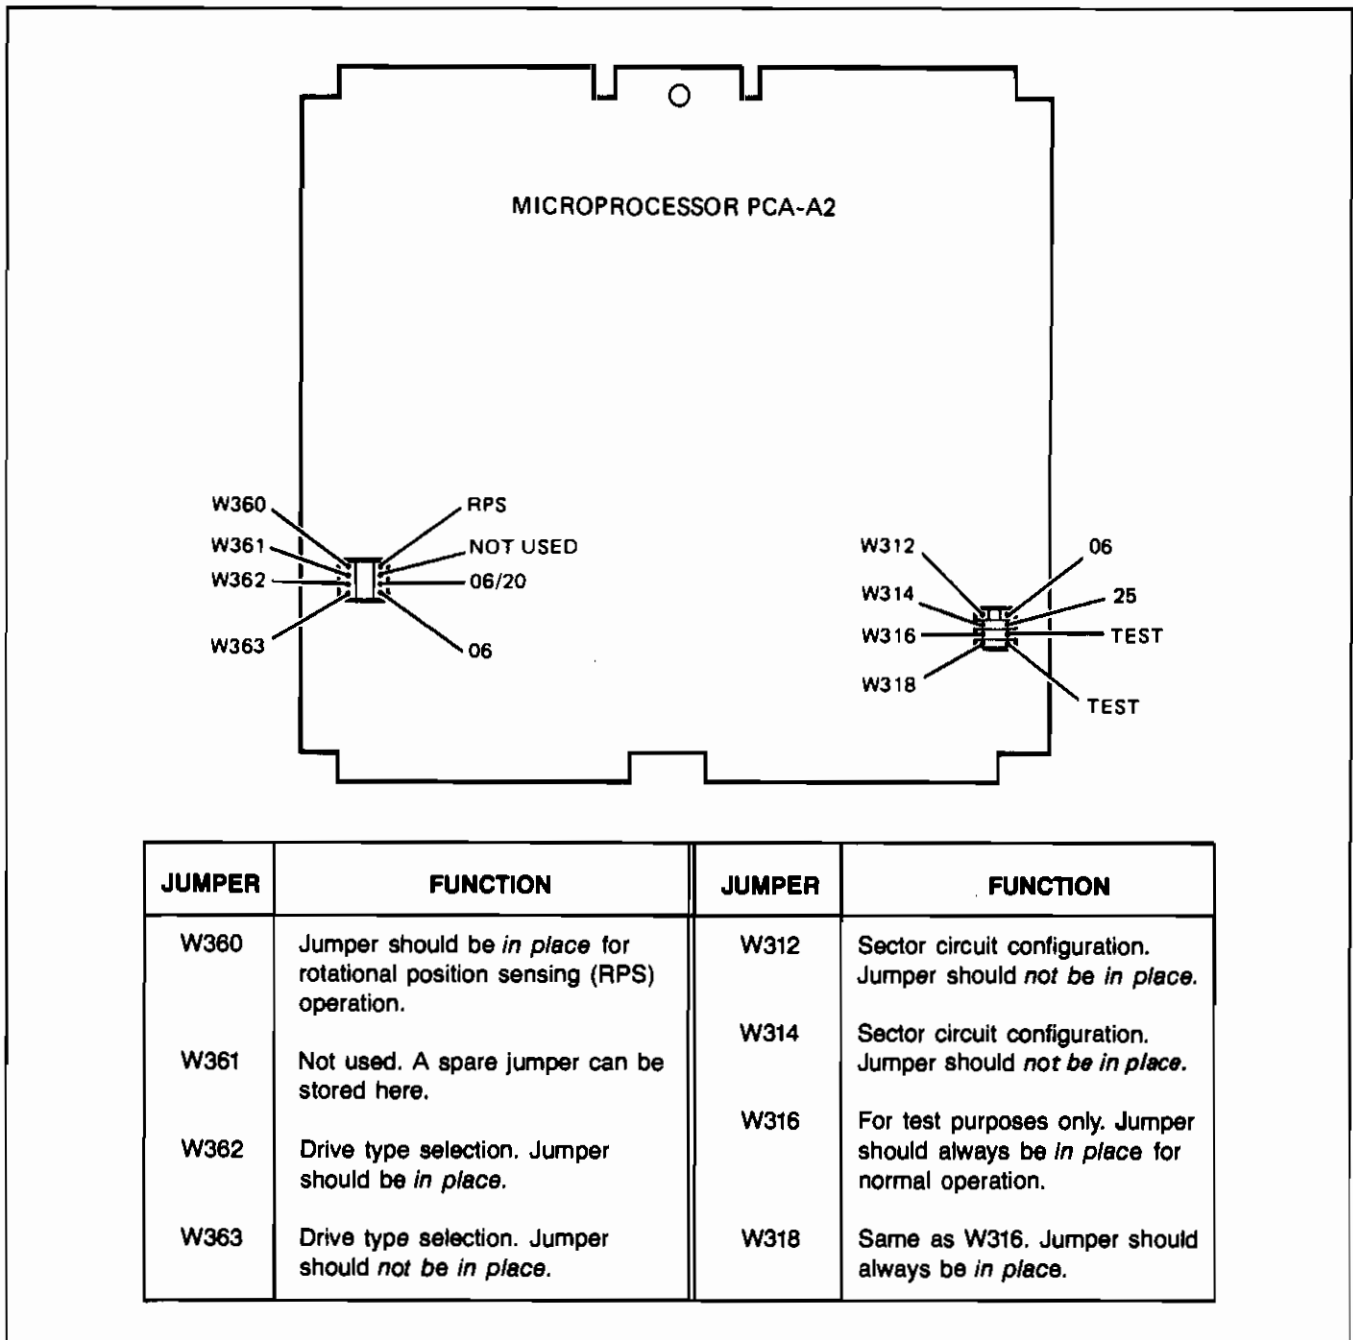 MICROPROCESSOR PCA-A2
W360
RPS
W361
NOT USED
W362
06/20
W363
06
W312
06
W314
25
W316
TEST
W318
TEST
JUMPER FUNCTION JUMPER FUNCTION
W360 Jumper should be in place for
rotational position sensing (RPS)
operation.
W361 Not used. A spare jumper can be
stored here.
W362 Drive type selection. Jumper
should be in place.
W363 Drive type selection. Jumper
should not be in place.
W312 Sector circuit configuration.
Jumper should not be in place.
W314 Sector circuit configuration.
Jumper should not be in place.
W316 For test purposes only. Jumper
should always be in place for
normal operation.
W318 Same as W316. Jumper should
always be in place.